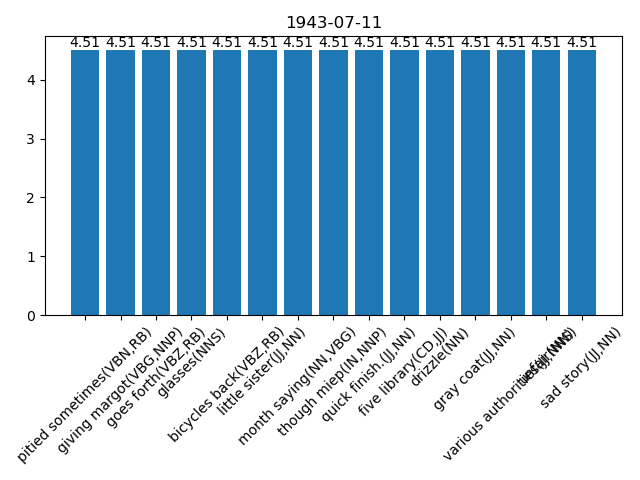 1943-07-11
4.51 4.51 4.51 4.51 4.51 4.51 4.51 4.51 4.51 4.51 4.51 4.51 4.51 4.51 4.51
4
3
2
1
0
pitied sometimes(VBN,RB)
giving margot(VBG,NNP)
goes forth(VBZ,RB)
glasses(NNS)
bicycles back(VBZ,RB)
little sister(JJ,NN)
month saying(NN,VBG)
though miep(IN,NNP)
quick finish.(JJ,NN)
five library(CD,JJ)
drizzle(NN)
gray coat(JJ,NN)
various authorities(JJ,NNS)
sad story(JJ,NN)